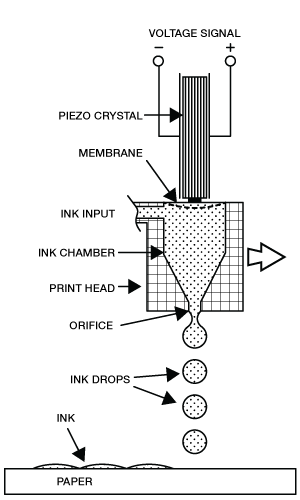 VOLTAGE SIGNAL
− +
PIEZO CRYSTAL
MEMBRANE
INK INPUT
INK CHAMBER
PRINT HEAD
ORIFICE
INK DROPS
INK
PAPER